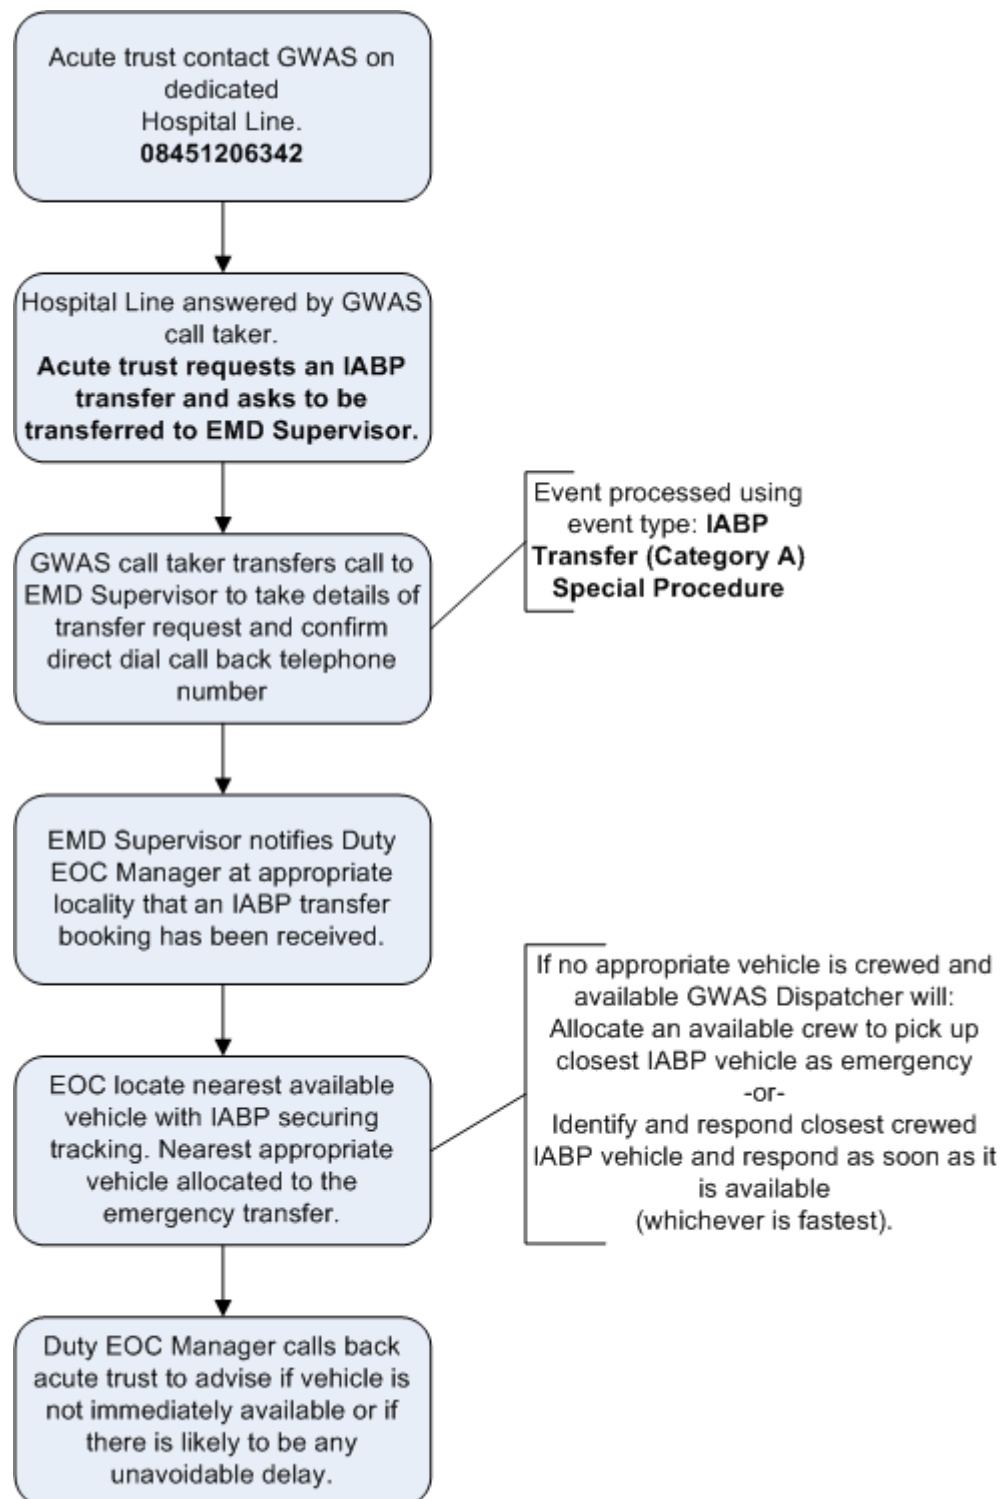 Acute trust contact GWAS on
dedicated
Hospital Line.
08451206342
Hospital Line answered by GWAS
call taker.
Acute trust requests an IABP
transfer and asks to be
transferred to EMD Supervisor.
GWAS call taker transfers call to
EMD Supervisor to take details of
transfer request and confirm
direct dial call back telephone
number
Event processed using
event type: IABP
Transfer (Category A)
Special Procedure
EMD Supervisor notifies Duty
EOC Manager at appropriate
locality that an IABP transfer
booking has been received.
EOC locate nearest available
vehicle with IABP securing
tracking. Nearest appropriate
vehicle allocated to the
emergency transfer.
If no appropriate vehicle is crewed and
available GWAS Dispatcher will:
Allocate an available crew to pick up
closest IABP vehicle as emergency
-or-
Identify and respond closest crewed
IABP vehicle and respond as soon as it
is available
(whichever is fastest).
Duty EOC Manager calls back
acute trust to advise if vehicle is
not immediately available or if
there is likely to be any
unavoidable delay.